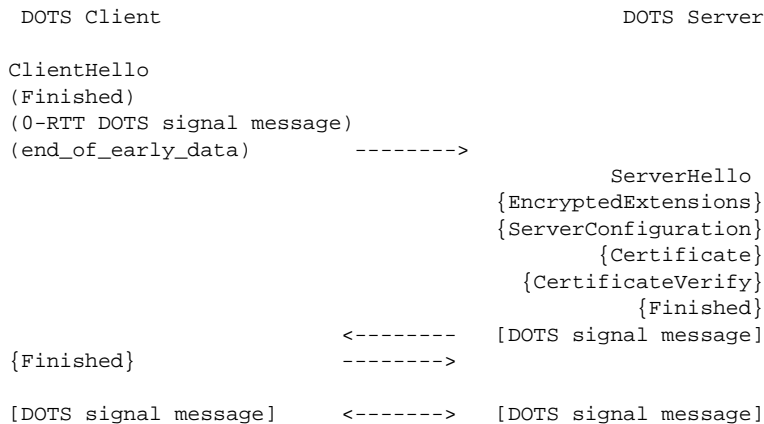 DOTS Client                                    DOTS Server
ClientHello
(Finished)
(0-RTT DOTS signal message)
(end_of_early_data)        -------->
ServerHello
{EncryptedExtensions}
{ServerConfiguration}
{Certificate}
{CertificateVerify}
{Finished}
<--------   [DOTS signal message]
{Finished}                -------->
[DOTS signal message]     <------->   [DOTS signal message]